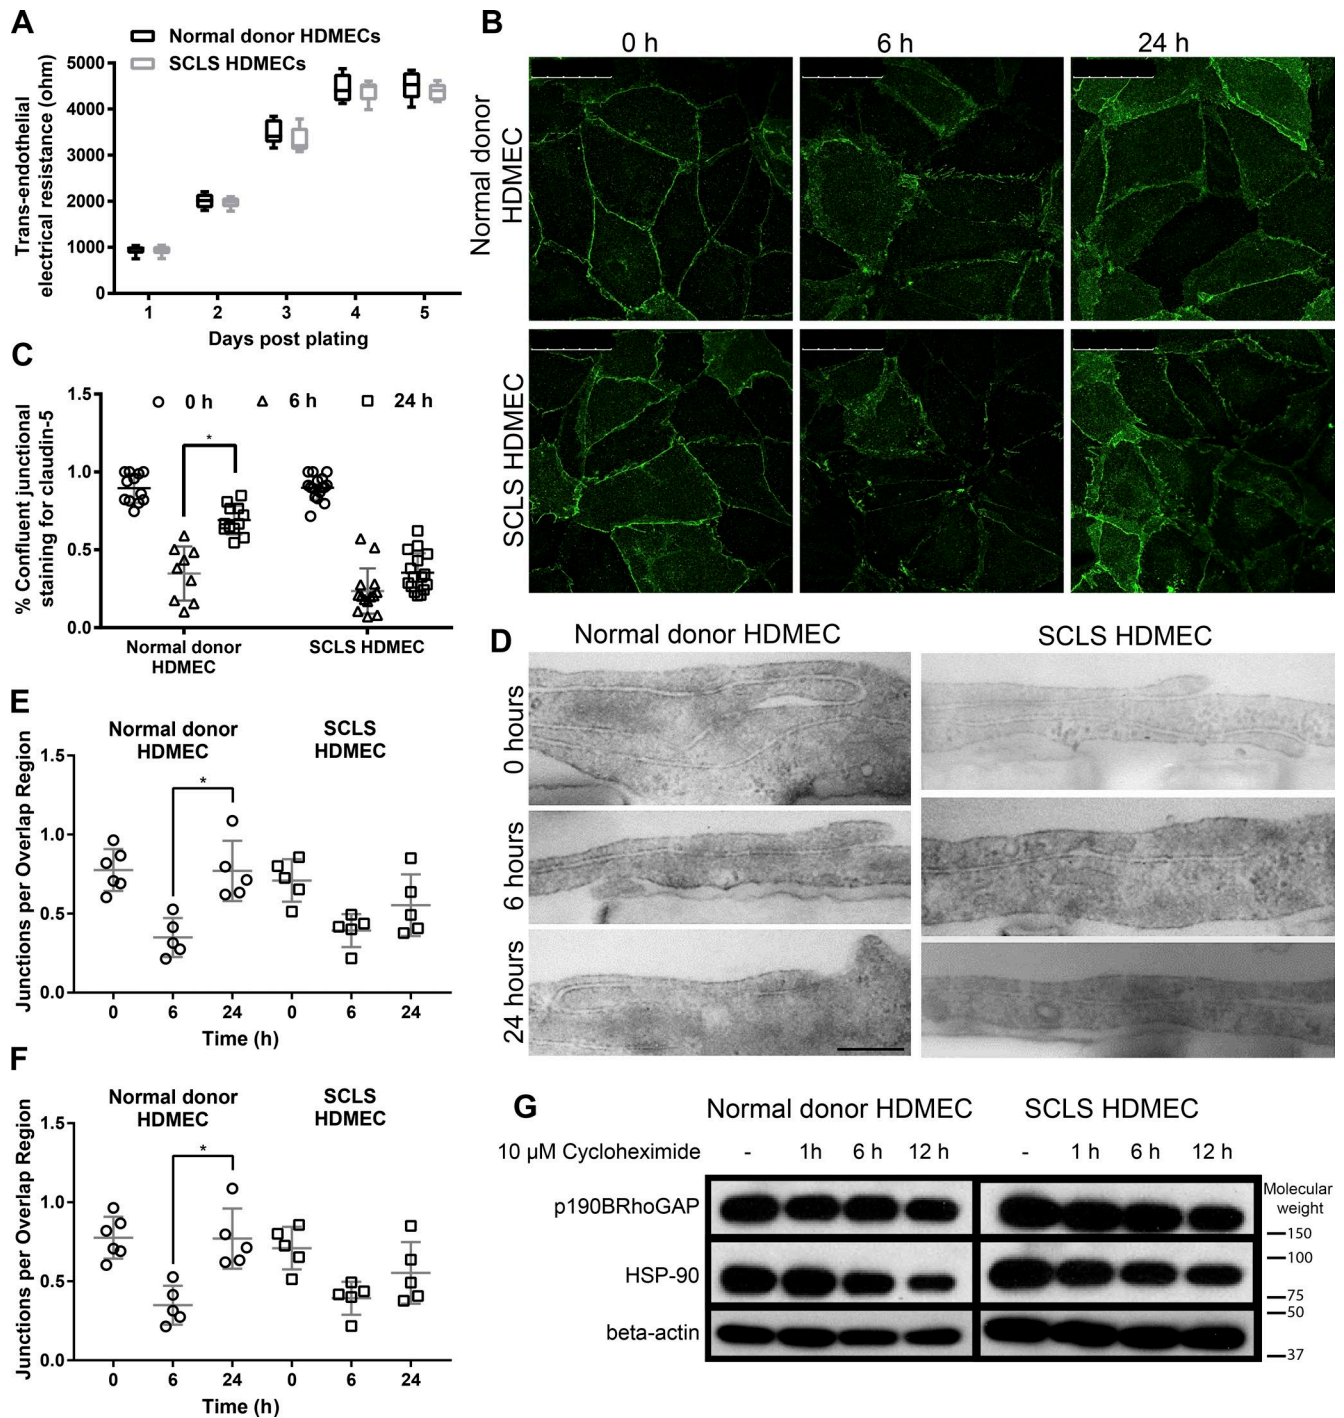 A
Normal donor HDMECs
SCLS HDMECs
Trans-endothelial
electrical resistance (ohm)
5000
4000
3000
2000
1000
0
1 2 3 4 5
Days post plating
B
0 h 6 h 24 h
Normal donor
HDMEC
SCLS HDMEC
C
% Confluent junctional
staining for claudin-5
1.5
1.0
0.5
0.0
0 h 6 h 24 h
*
Normal donor
HDMEC
SCLS HDMEC
D
Normal donor HDMEC SCLS HDMEC
0 hours
6 hours
24 hours
E
Normal donor
HDMEC
SCLS
HDMEC
Junctions per Overlap Region
1.5
1.0
0.5
0.0
*
0 6 24 0 6 24
Time (h)
F
Normal donor
HDMEC
SCLS
HDMEC
Junctions per Overlap Region
1.5
1.0
0.5
0.0
*
0 6 24 0 6 24
Time (h)
G
Normal donor HDMEC SCLS HDMEC
10 µM Cycloheximide - 1h 6 h 12 h - 1 h 6 h 12 h
p190BRhoGAP
HSP-90
beta-actin
Molecular
weight
150
100
75
50
37